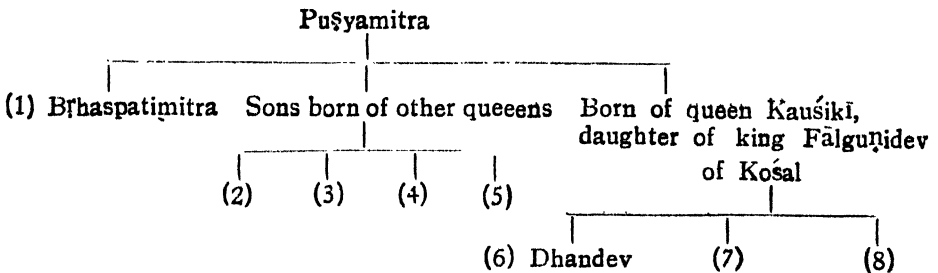 Puṣyamitra
(1) Bṛhaspatiṃitra Sons born of other queeens Born of queen Kauśikī,
daughter of king Fālguṇidev
of Kośal
(2) (3) (4) (5)
(6) Dhandev (7) (8)